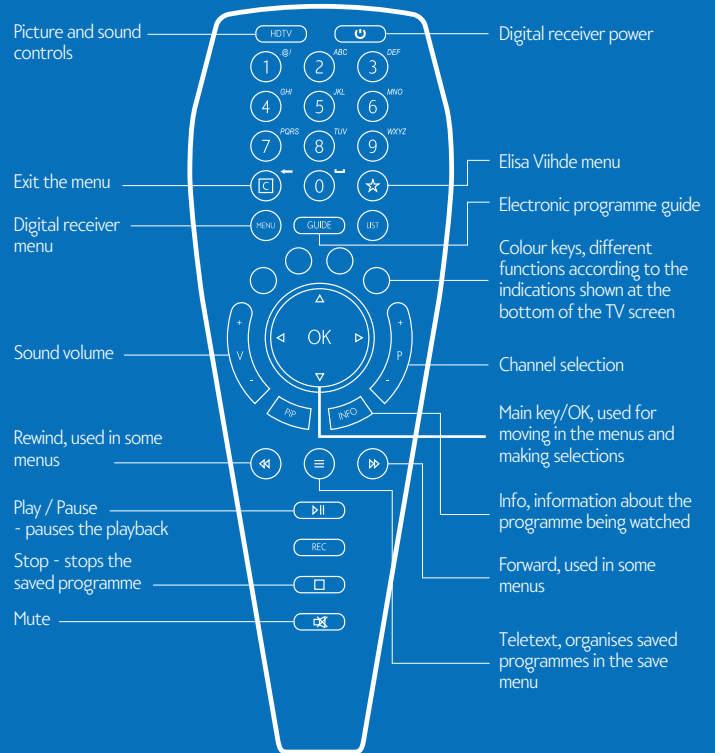 Picture and sound
controls
HDTV
Digital receiver power
1 .@/
2 ABC
3 DEF
4 GHI
5 JKL
6 MNO
7 PQRS
8 TUV
9 WXYZ
Elisa Viihde menu
Exit the menu
C
0
Electronic programme guide
Digital receiver
menu
MENU
GUIDE
LIST
Colour keys, different
functions according to the
indications shown at the
bottom of the TV screen
Sound volume
+
V
-
OK
+
P
-
Channel selection
PiP
INFO
Main key/OK, used for
moving in the menus and
making selections
Rewind, used in some
menus
Info, information about the
programme being watched
Play / Pause
- pauses the playback
REC
Stop - stops the
saved programme
Forward, used in some
menus
Mute
Teletext, organises saved
programmes in the save
menu